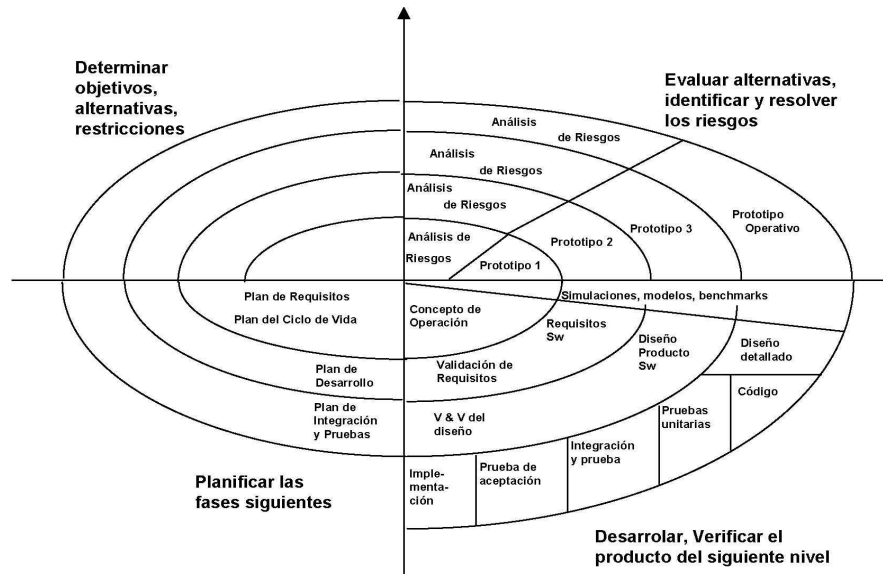 Determinar
objetivos,
alternativas,
restricciones
Evaluar alternativas,
identificar y resolver
los riesgos
Análisis
de Riesgos
Análisis
de Riesgos
Análisis
de Riesgos
Análisis de
Riesgos
Prototipo 1
Prototipo 2
Prototipo 3
Prototipo
Operativo
Simulaciones, modelos, benchmarks
Plan de Requisitos
Plan del Ciclo de Vida
Concepto de
Operación
Requisitos
Sw
Diseño
Producto
Sw
Diseño
detallado
Plan de
Desarrollo
Validación de
Requisitos
Código
Plan de
Integración
y Pruebas
V & V del
diseño
Pruebas
unitarias
Integración
y prueba
Prueba de
aceptación
Imple-
mentación
Planificar las
fases siguientes
Desarrolar, Verificar el
producto del siguiente nivel